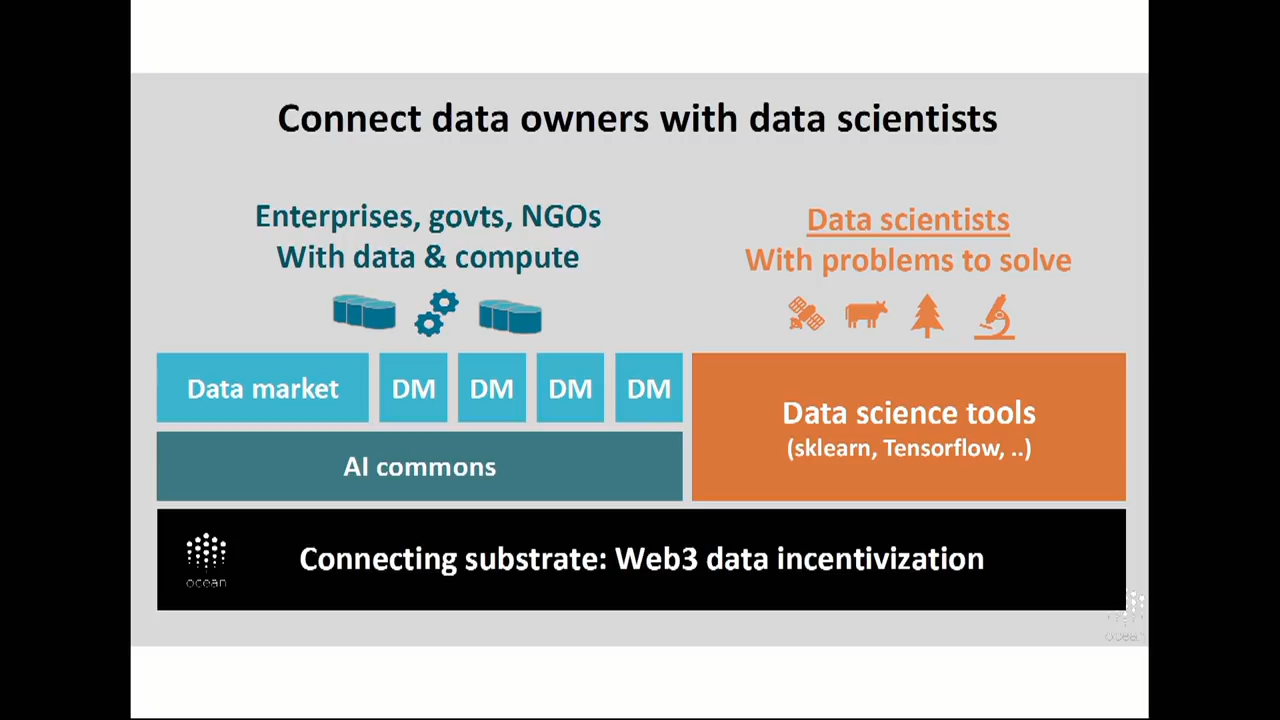 Connect data owners with data scientists
Enterprises, govts, NGOs
With data & compute
Data scientists
With problems to solve
Data market
DM
DM
DM
DM
AI commons
Data science tools
(sklearn, Tensorflow, ..)
ocean
Connecting substrate: Web3 data incentivization
ocean